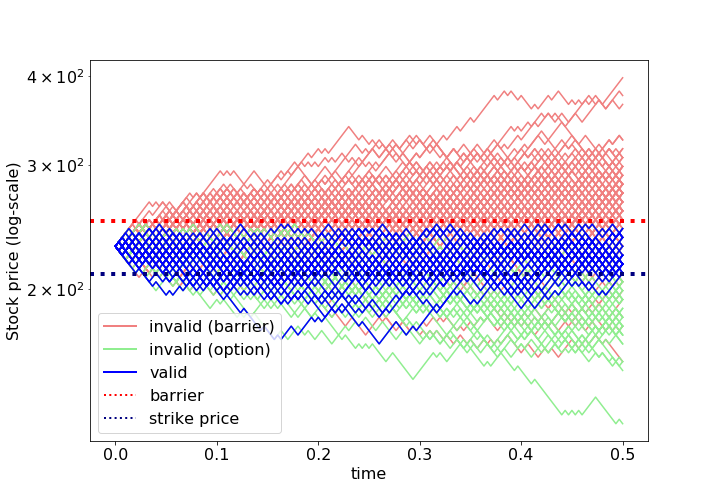 4 × 10²
3 × 10²
2 × 10²
Stock price (log-scale)
invalid (barrier)
invalid (option)
valid
barrier
strike price
0.0 0.1 0.2 0.3 0.4 0.5
time